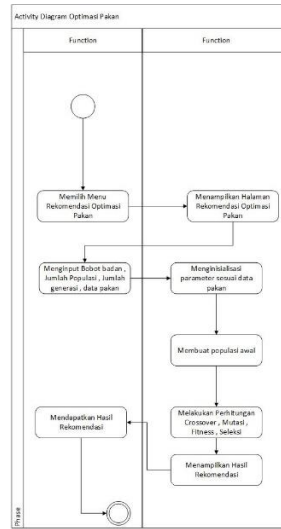 Activity Diagram Optimasi Pakan
Function
Function
Memilih Menu
Rekomendasi Optimasi
Pakan
Menampilkan Halaman
Rekomendasi Optimasi
Pakan
Menginput Bobot badan ,
Jumlah Populasi , Jumlah
generasi , data pakan
Menginisialisasi
parameter sesuai data
pakan
Membuat populasi awal
Mendapatkan Hasil
Rekomendasi
Melakukan Perhitungan
Crossover , Mutasi ,
Fitness , Seleksi
Menampilkan Hasil
Rekomendasi
Phase